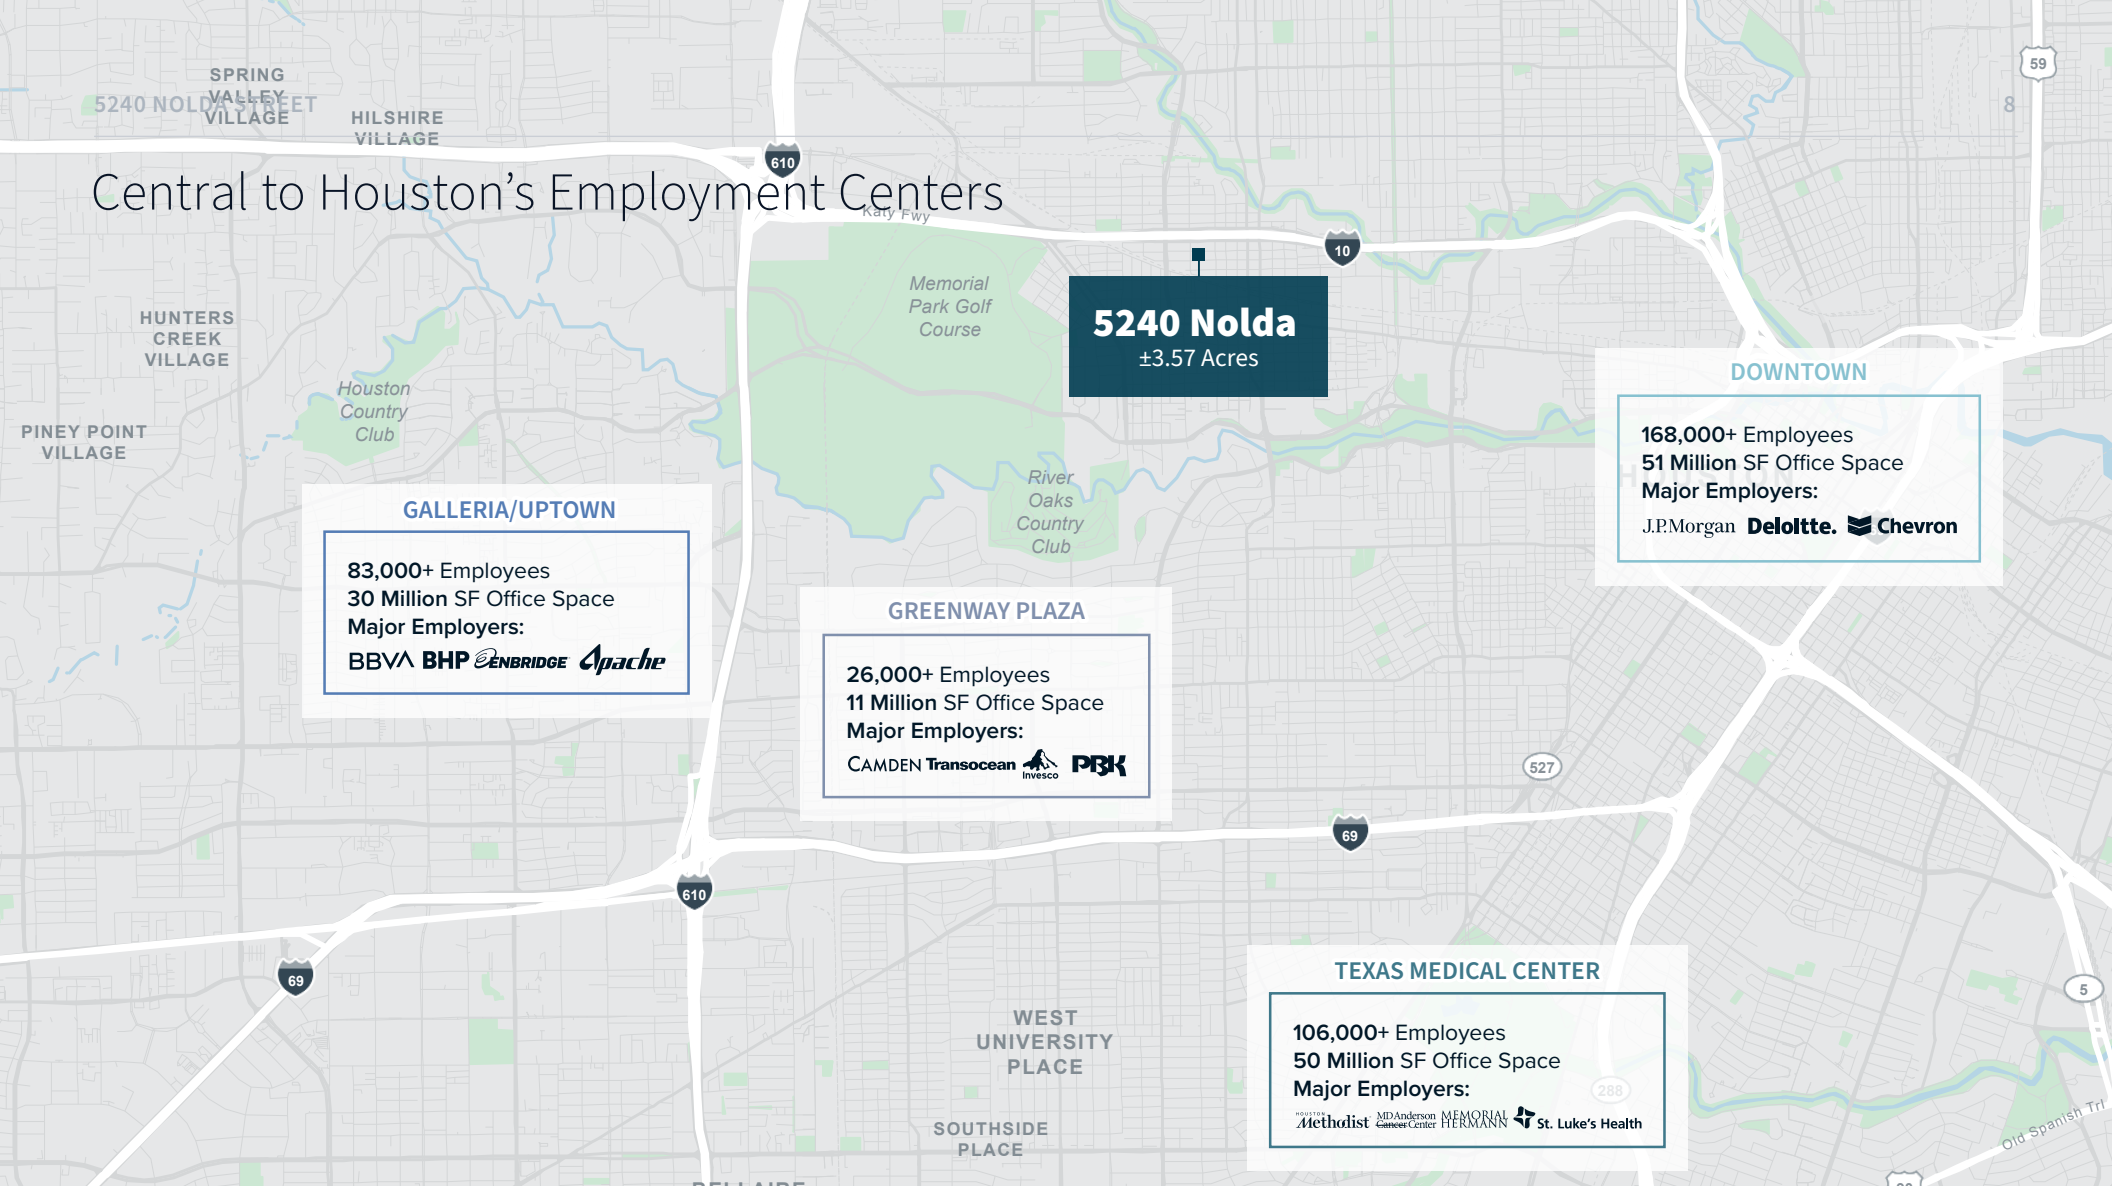 59
SPRING
VALLEY
VILLAGE
5240 NOLDA STREET
8
HILSHIRE
VILLAGE
610
Central to Houston’s Employment Centers
Katy Fwy
10
Memorial
Park Golf
Course
5240 Nolda
±3.57 Acres
HUNTERS
CREEK
VILLAGE
Houston
Country
Club
PINEY POINT
VILLAGE
DOWNTOWN
168,000+ Employees
51 Million SF Office Space
HOUSTON
Major Employers:
J.P.Morgan Deloitte. Chevron
River
Oaks
Country
Club
GALLERIA/UPTOWN
83,000+ Employees
30 Million SF Office Space
Major Employers:
BBVA BHP ENBRIDGE Apache
GREENWAY PLAZA
26,000+ Employees
11 Million SF Office Space
Major Employers:
CAMDEN Transocean Invesco PBK
527
69
610
69
TEXAS MEDICAL CENTER
106,000+ Employees
50 Million SF Office Space
Major Employers:
288
HOUSTON Methodist MD Anderson Cancer Center MEMORIAL HERMANN St. Luke's Health
5
WEST
UNIVERSITY
PLACE
SOUTHSIDE
PLACE
Old Spanish Trl
BELLAIRE